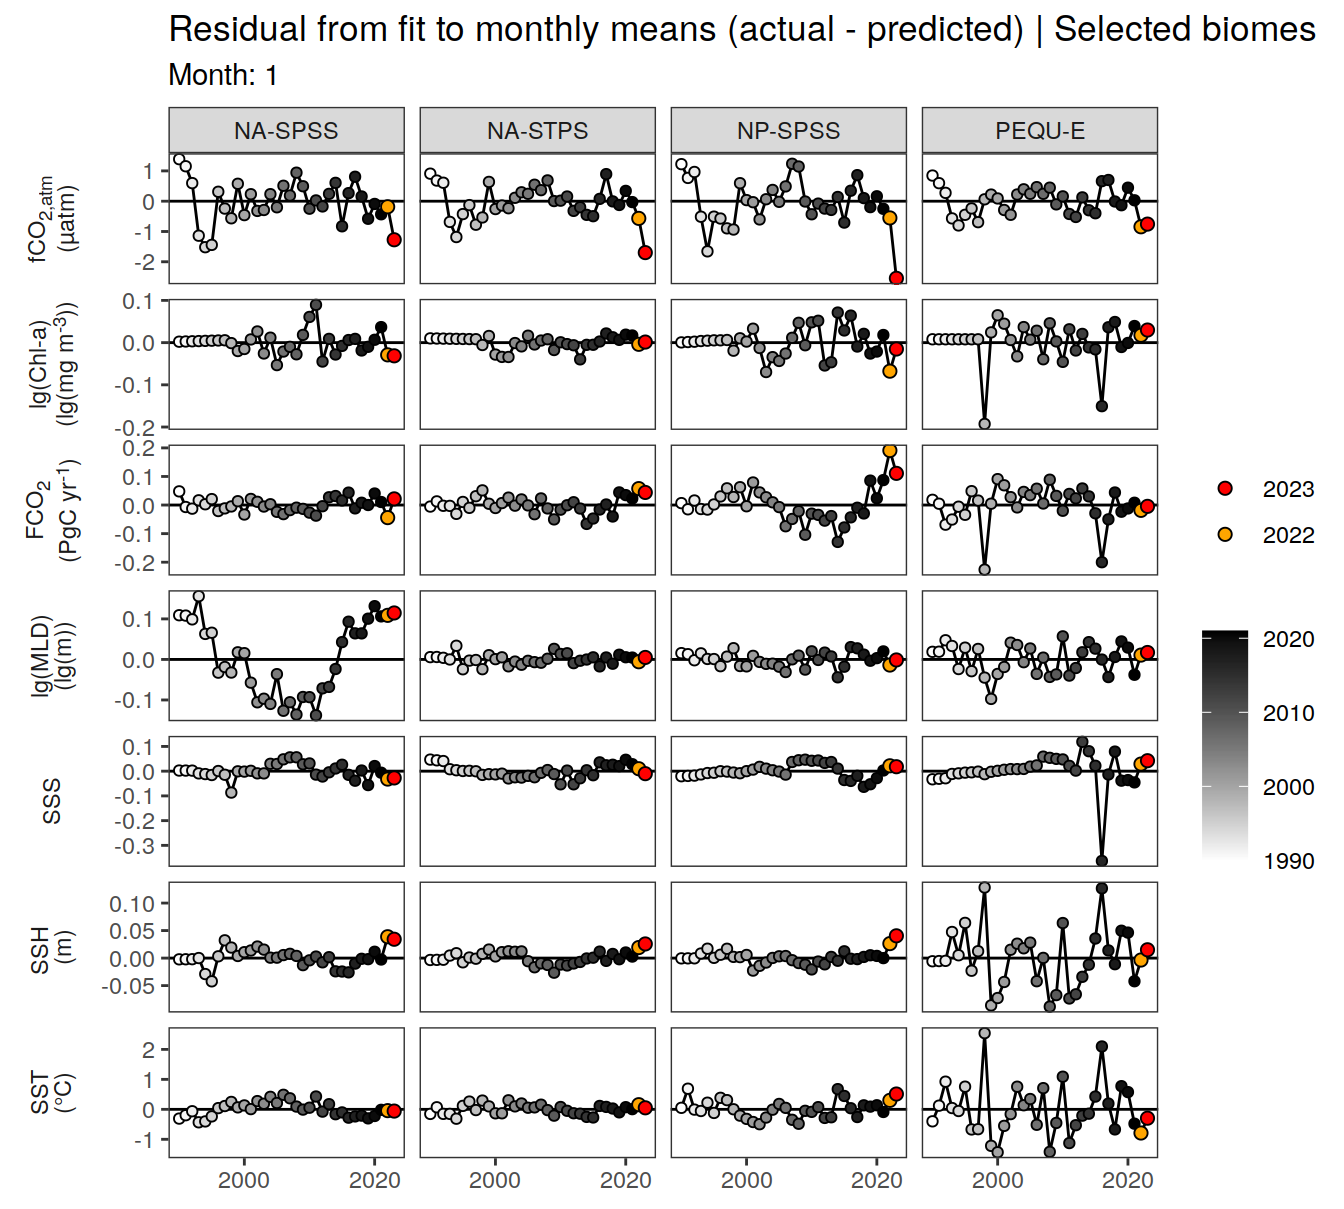 Residual from fit to monthly means (actual - predicted) | Selected biomes
Month: 1
NA-SPSS
NA-STPS
NP-SPSS
PEQU-E
fCO2,atm
(µatm)
1
0
-1
-2
lg(Chl-a)
(lg(mg m-3))
0.1
0.0
-0.1
-0.2
FCO2
(PgC yr-1)
0.2
0.1
0.0
-0.1
-0.2
lg(MLD)
(lg(m))
0.1
0.0
-0.1
SSS
0.1
0.0
-0.1
-0.2
-0.3
SSH
(m)
0.10
0.05
0.00
-0.05
SST
(°C)
2
1
0
-1
2000
2020
2000
2020
2000
2020
2000
2020
2023
2022
2020
2010
2000
1990